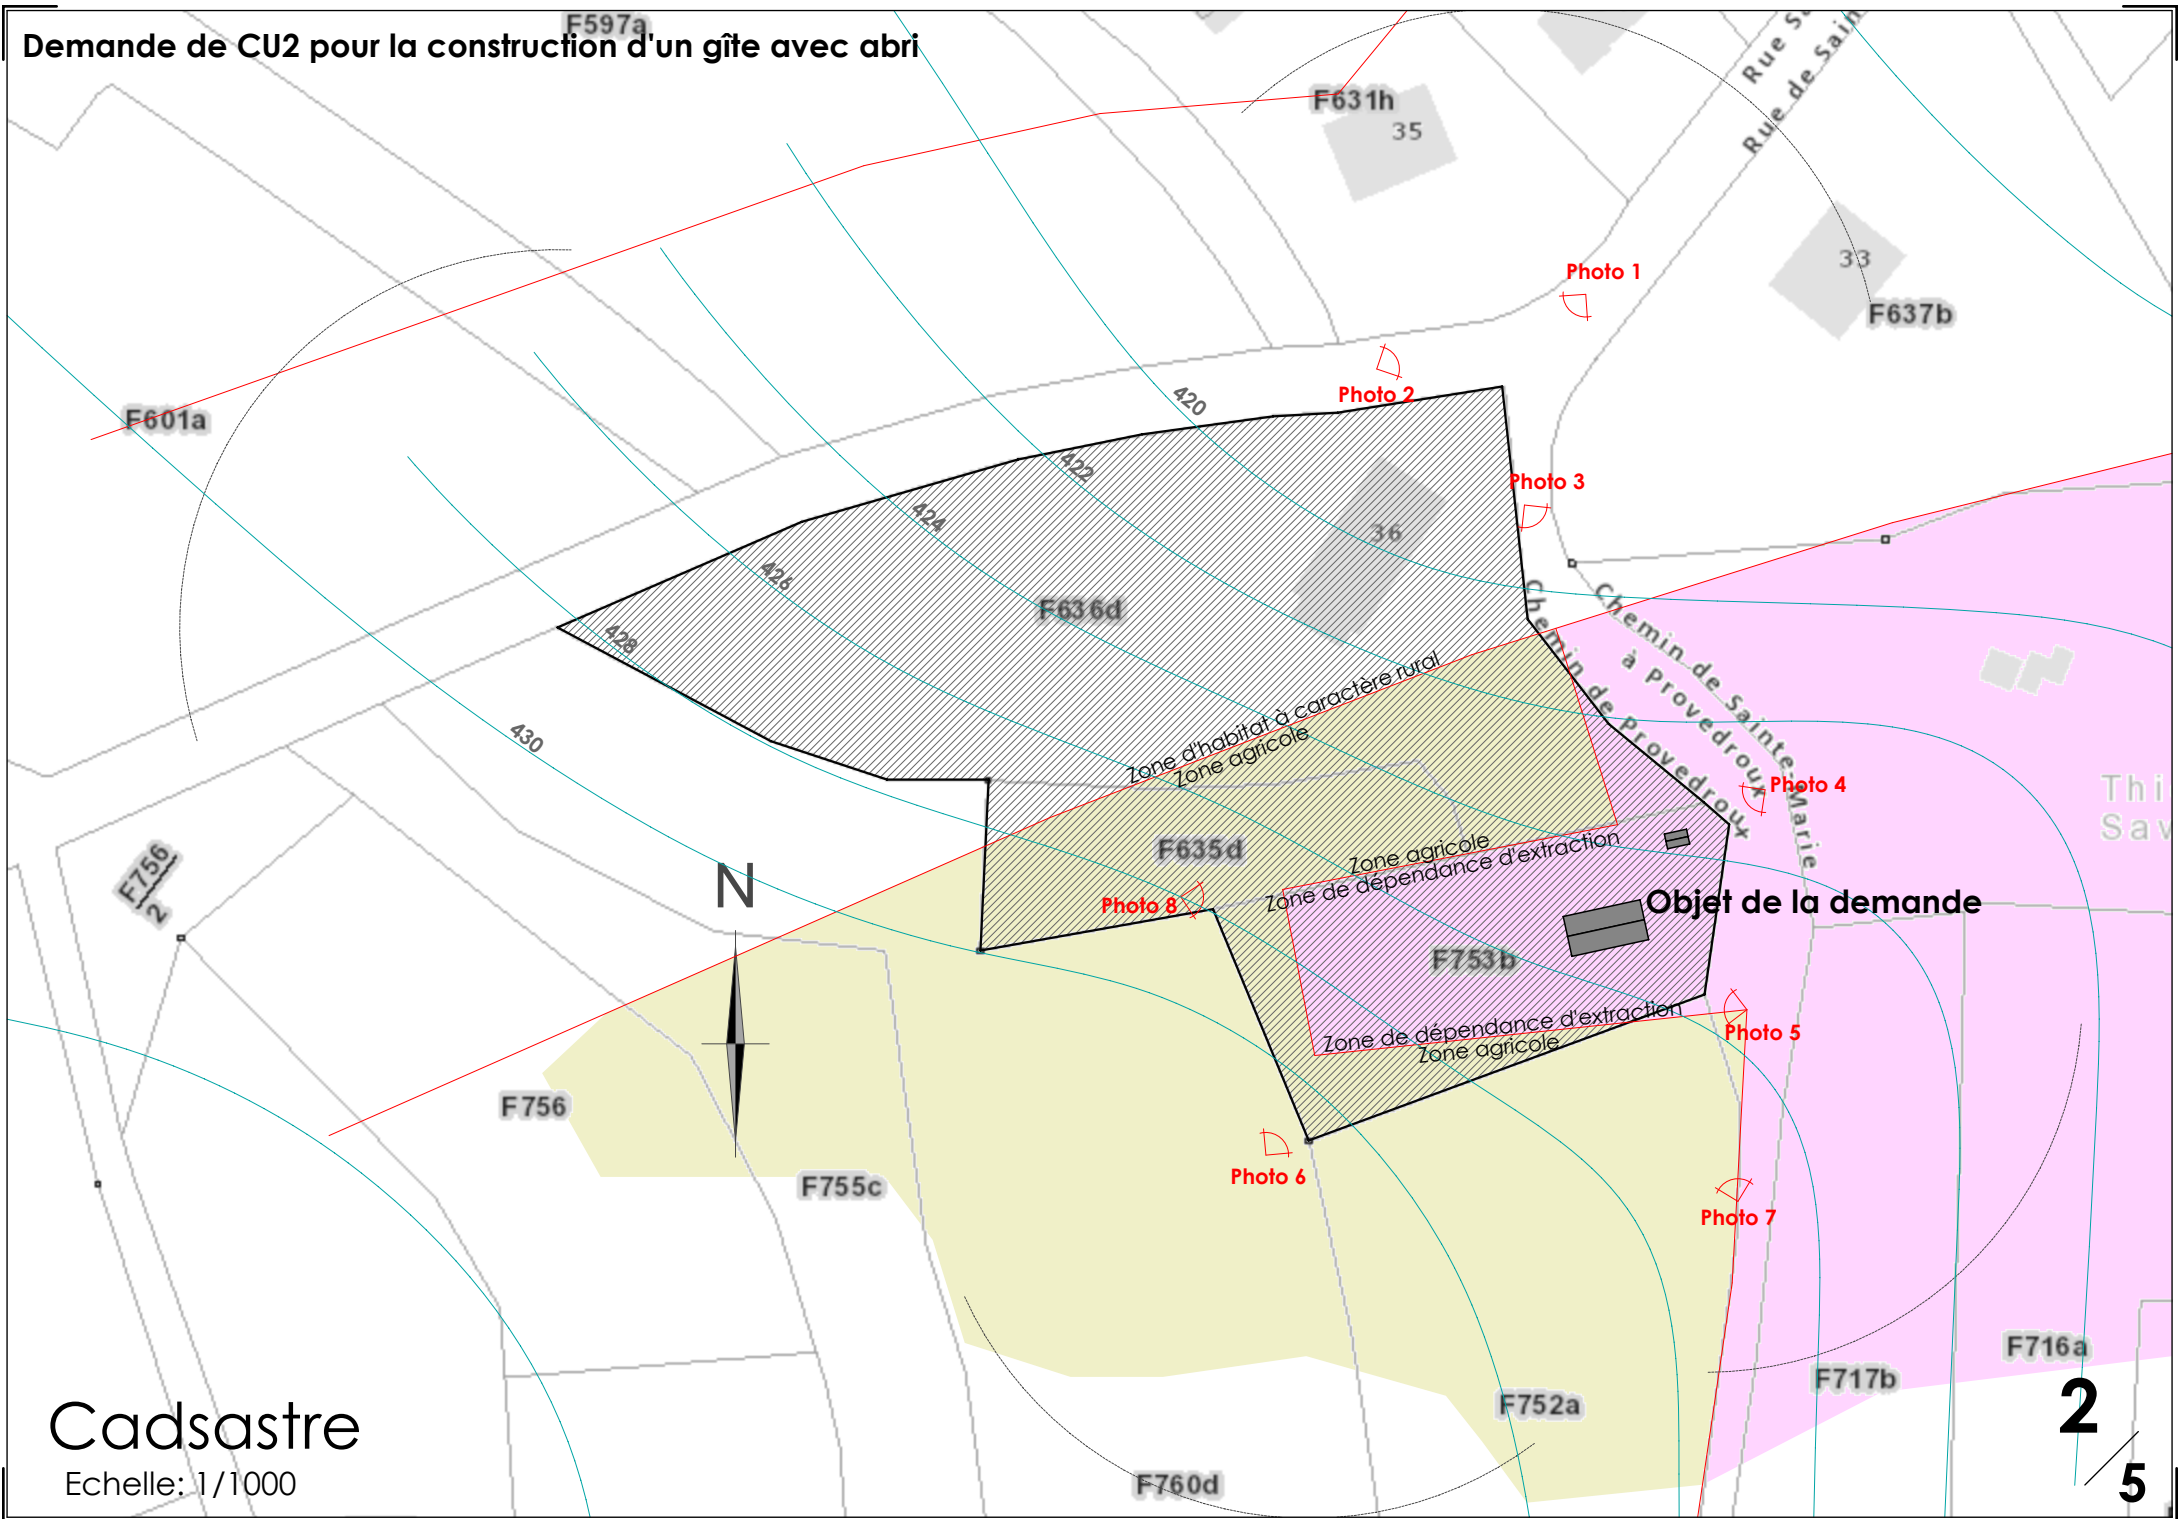 F597a
Demande de CU2 pour la construction d'un gîte avec abri
Rue de Sain
F631h
35
33
Photo 1
F637b
Photo 2
420
F601a
422
Photo 3
424
36
426
F636d
428
430
Chemin de Provedroux
Chemin de Sainte-Marie
à Provedroux
Zone d'habitat à caractère rural
Zone agricole
Photo 4
Thi
Sav
F635d
Zone agricole
Zone de dépendance d'extraction
F756
2
N
Photo 8
Objet de la demande
F753b
Zone de dépendance d'extraction
Zone agricole
Photo 5
F756
F755c
Photo 6
Photo 7
F716a
F717b
F752a
F760d
Cadsastre
Echelle: 1/1000
2
5